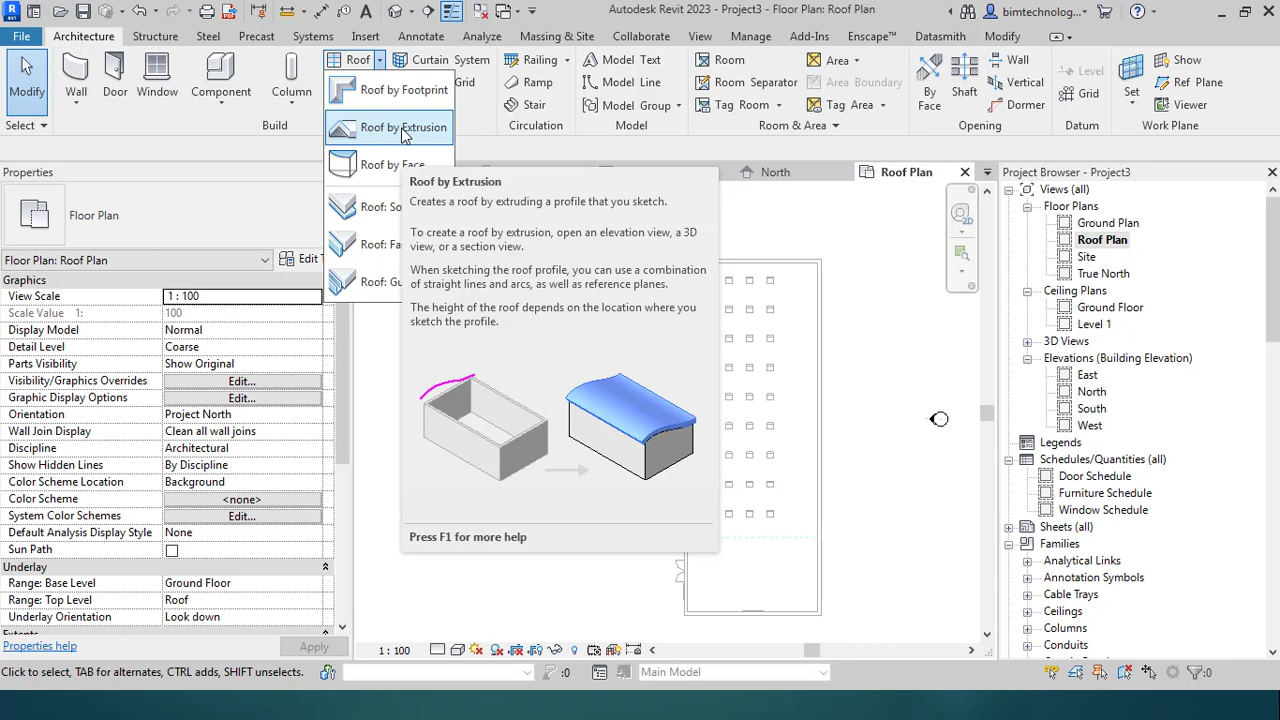 Autodesk Revit 2023 - Project3 - Floor Plan: Roof Plan
bimtechnolog...
File
Architecture
Structure
Steel
Precast
Systems
Insert
Annotate
Analyze
Massing & Site
Collaborate
View
Manage
Add-Ins
Enscape™
Datasmith
Modify
Modify
Wall
Door
Window
Component
Column
Roof
Curtain System
Grid
Railing
Ramp
Stair
Model Text
Model Line
Model Group
Room
Room Separator
Tag Room
Area
Area Boundary
Tag Area
By Face
Shaft
Wall
Vertical
Dormer
Level
Grid
Set
Show
Ref Plane
Viewer
Select
Build
Circulation
Model
Room & Area
Opening
Datum
Work Plane
Roof by Footprint
Roof by Extrusion
Roof by Face
Roof: So
Roof: Fa
Roof: Gu
Roof by Extrusion
Creates a roof by extruding a profile that you sketch.
To create a roof by extrusion, open an elevation view, a 3D
view, or a section view.
When sketching the roof profile, you can use a combination
of straight lines and arcs, as well as reference planes.
The height of the roof depends on the location where you
sketch the profile.
Press F1 for more help
North
Roof Plan
2D
Properties
Floor Plan
Floor Plan: Roof Plan
Edit T
Graphics
View Scale 1 : 100
Scale Value 1: 100
Display Model Normal
Detail Level Coarse
Parts Visibility Show Original
Visibility/Graphics Overrides Edit...
Graphic Display Options Edit...
Orientation Project North
Wall Join Display Clean all wall joins
Discipline Architectural
Show Hidden Lines By Discipline
Color Scheme Location Background
Color Scheme <none>
System Color Schemes Edit...
Default Analysis Display Style None
Sun Path
Underlay
Range: Base Level Ground Floor
Range: Top Level Roof
Underlay Orientation Look down
Extents
Properties help
Apply
Project Browser - Project3
Views (all)
Floor Plans
Ground Plan
Roof Plan
Site
True North
Ceiling Plans
Ground Floor
Level 1
3D Views
Elevations (Building Elevation)
East
North
South
West
Legends
Schedules/Quantities (all)
Door Schedule
Furniture Schedule
Window Schedule
Sheets (all)
Families
Analytical Links
Annotation Symbols
Cable Trays
Ceilings
Columns
Conduits
1 : 100
Click to select, TAB for alternates, CTRL adds, SHIFT unselects.
:0
Main Model
:0